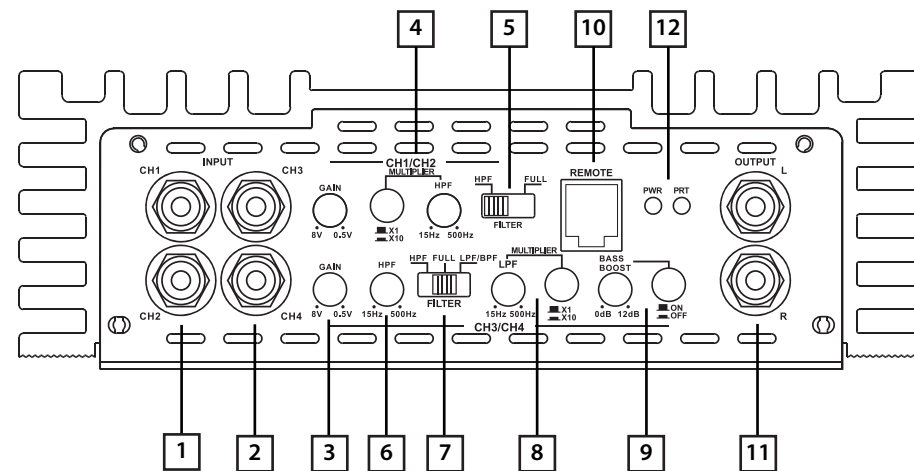 4 5 10 12
INPUT CH1/CH2 REMOTE OUTPUT
CH1 CH3 MULTIPLIER HPF FULL L
GAIN HPF PWR PRT
FILTER
8V 0.5V X1 15Hz 500Hz
X10
MULTIPLIER
HPF FULL LPF/BPF LPF BASS
GAIN HPF BOOST
FILTER
CH2 CH4 8V 0.5V 15Hz 500Hz 15Hz 500Hz X1 0dB 12dB ON R
X10 OFF
CH3/CH4
1 2 3 6 7 8 9 11